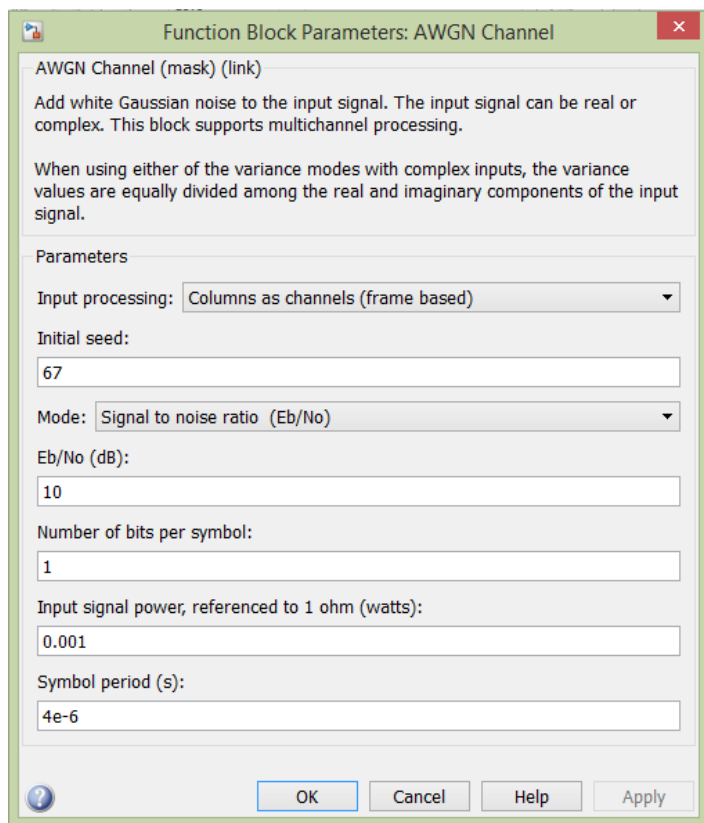 Function Block Parameters: AWGN Channel
AWGN Channel (mask) (link)
Add white Gaussian noise to the input signal. The input signal can be real or
complex. This block supports multichannel processing.
When using either of the variance modes with complex inputs, the variance
values are equally divided among the real and imaginary components of the input
signal.
Parameters
Input processing: Columns as channels (frame based)
Initial seed:
67
Mode: Signal to noise ratio (Eb/No)
Eb/No (dB):
10
Number of bits per symbol:
1
Input signal power, referenced to 1 ohm (watts):
0.001
Symbol period (s):
4e-6
OK Cancel Help Apply